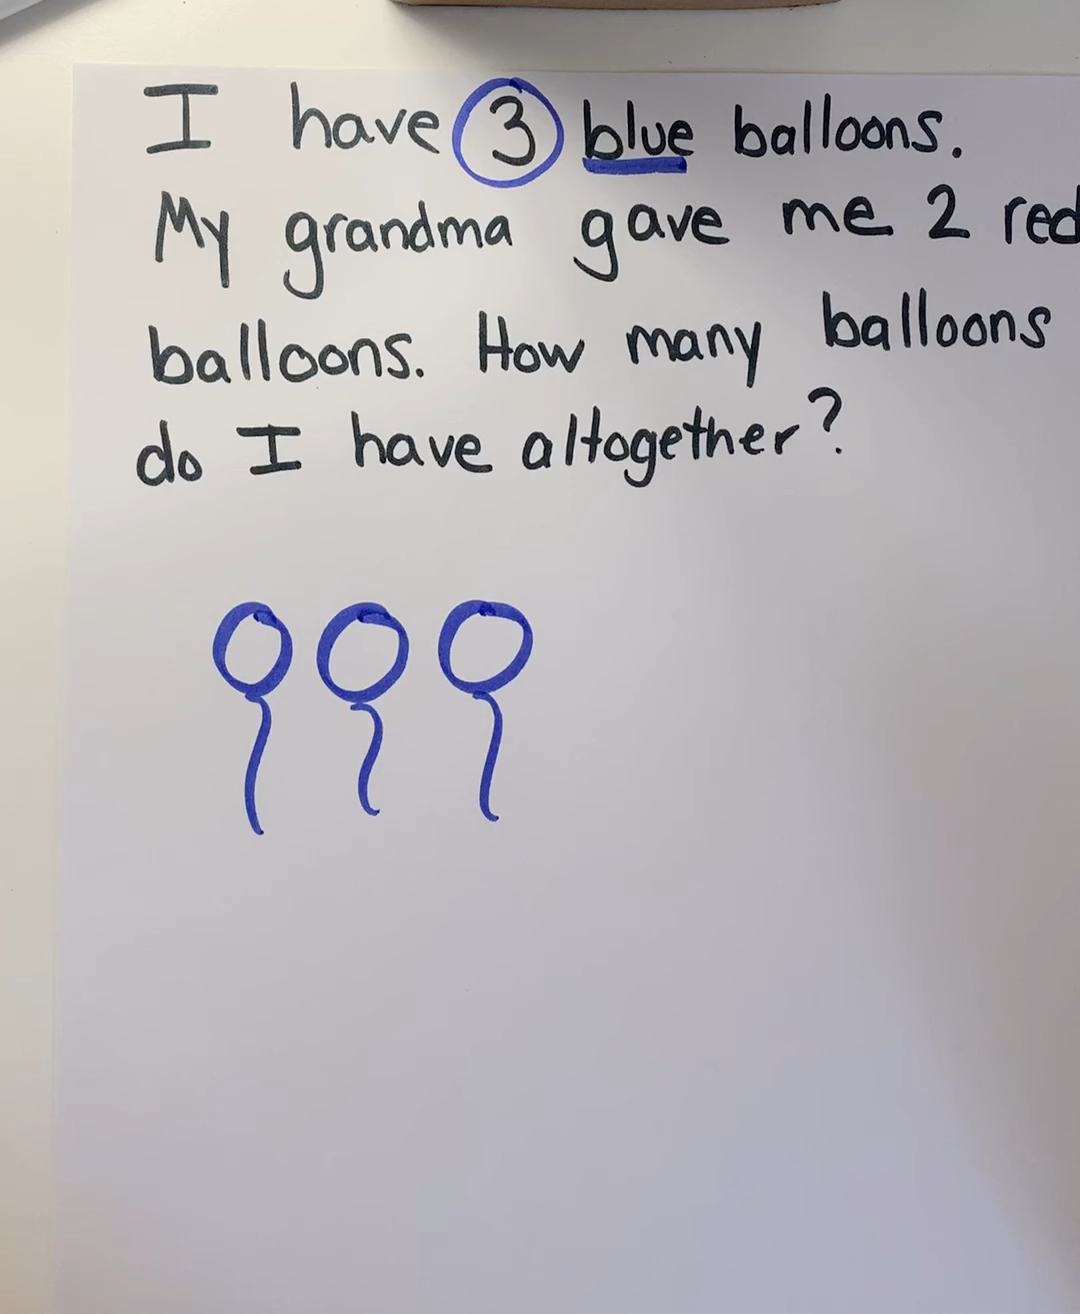 I have 3 blue balloons.
My grandma gave me 2 red
balloons. How many balloons
do I have altogether?